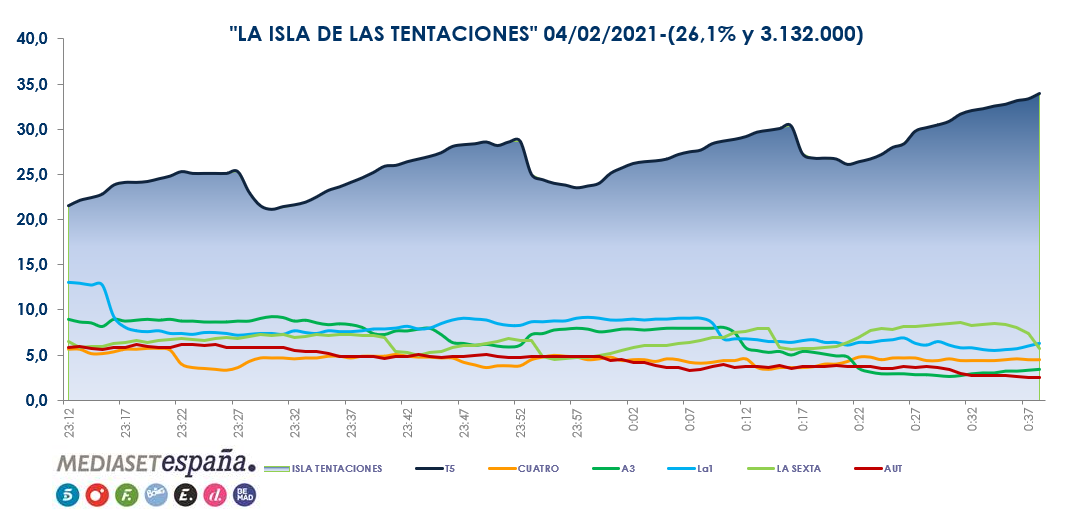 "LA ISLA DE LAS TENTACIONES" 04/02/2021-(26,1% y 3.132.000)
40,0
35,0
30,0
25,0
20,0
15,0
10,0
5,0
0,0
23:12 23:17 23:22 23:27 23:32 23:37 23:42 23:47 23:52 23:57 0:02 0:07 0:12 0:17 0:22 0:27 0:32 0:37
ISLA TENTACIONES T5 CUATRO A3 La1 LA SEXTA AUT
MEDIASETespaña.
5 F. BOING E. d. BE MAD